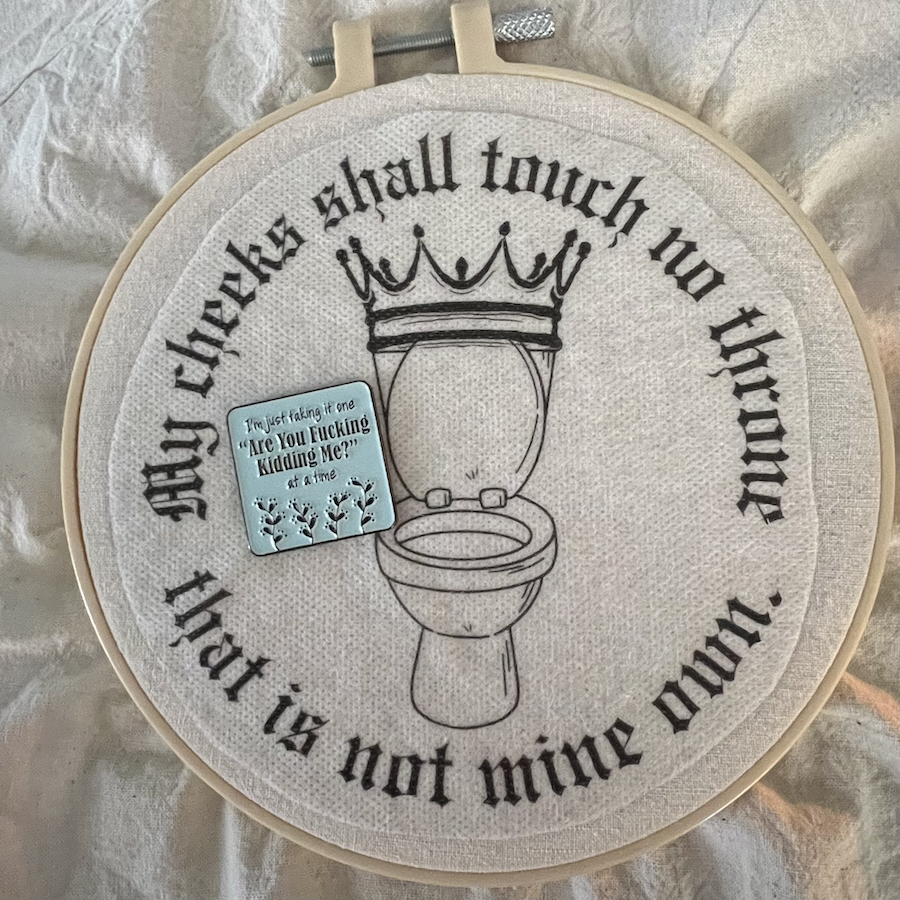 My cheeks shall touch no throne
that is not mine own.
I'm just taking it one
"Are You Fucking
Kidding Me?"
at a time